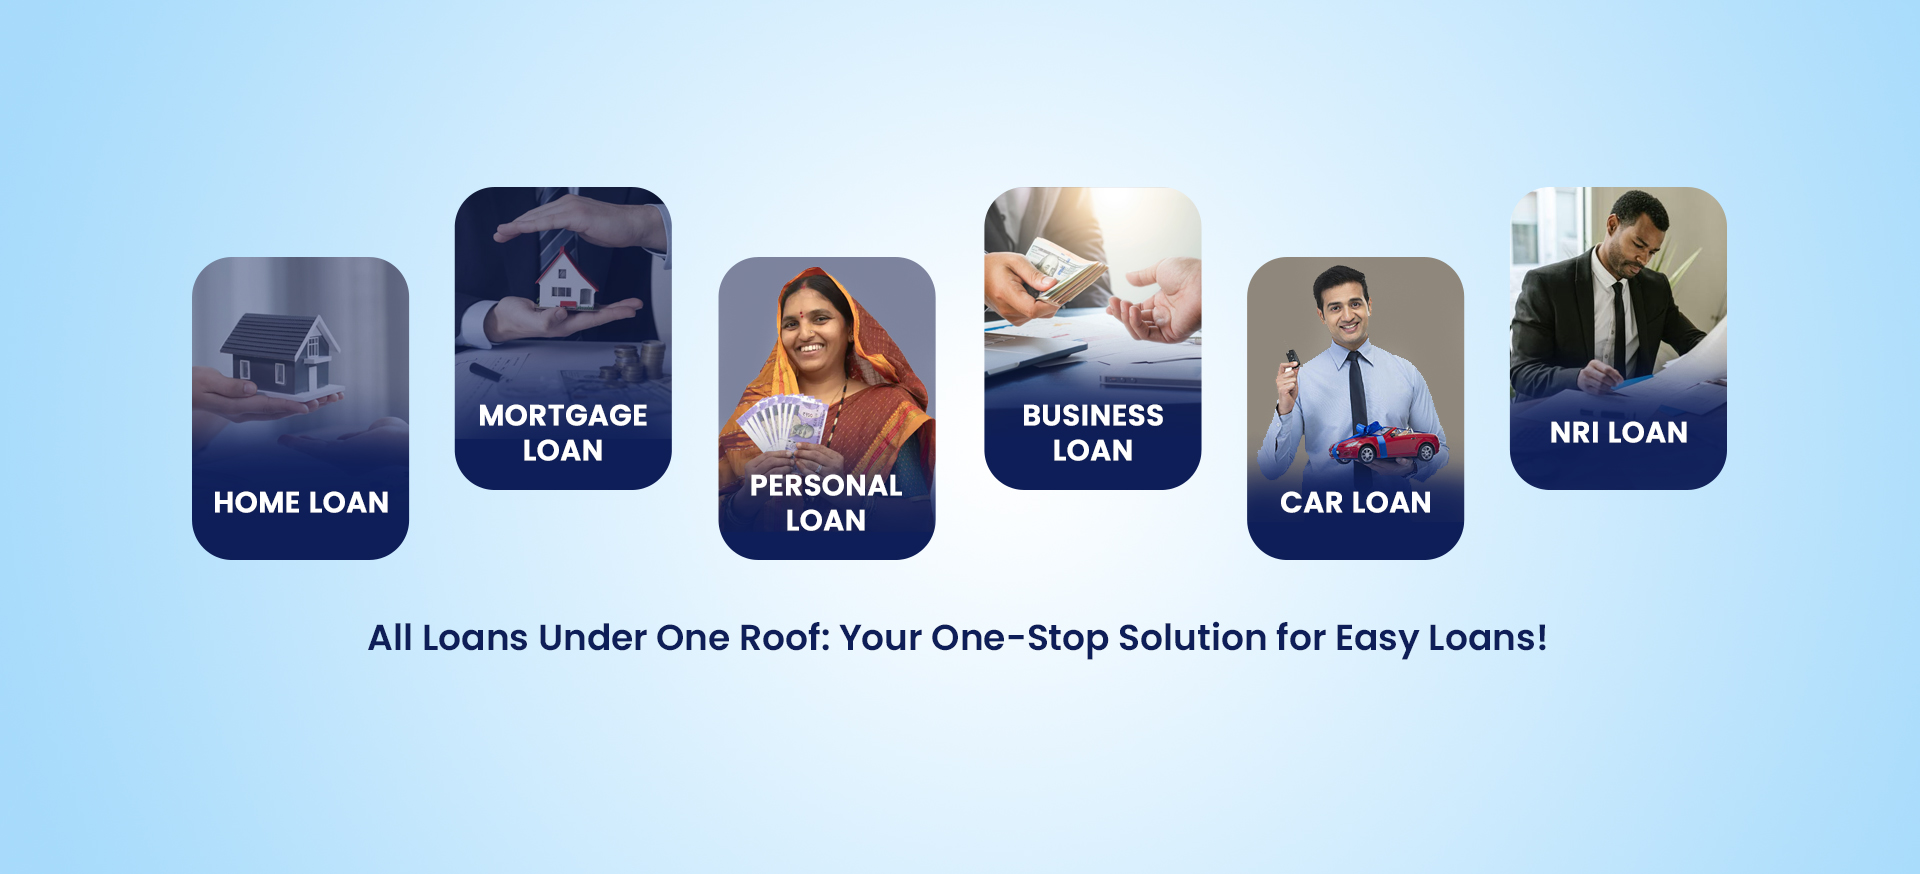 HOME LOAN
MORTGAGE
LOAN
PERSONAL
LOAN
BUSINESS
LOAN
CAR LOAN
NRI LOAN
All Loans Under One Roof: Your One-Stop Solution for Easy Loans!